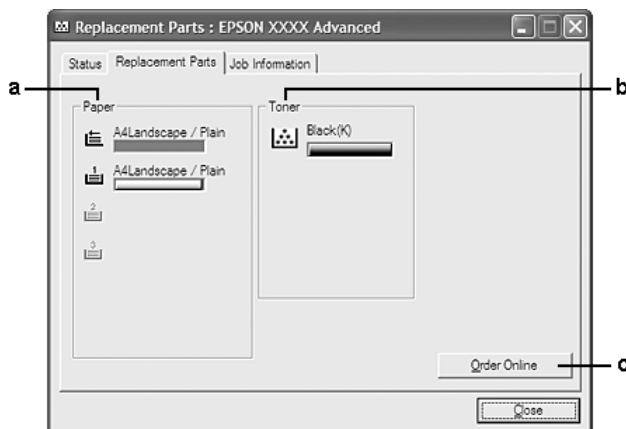 Replacement Parts : EPSON XXXX Advanced
Status Replacement Parts Job Information
a
b
Paper
Toner
A4Landscape / Plain
Black(K)
1
A4Landscape / Plain
2
3
Order Online
c
Close